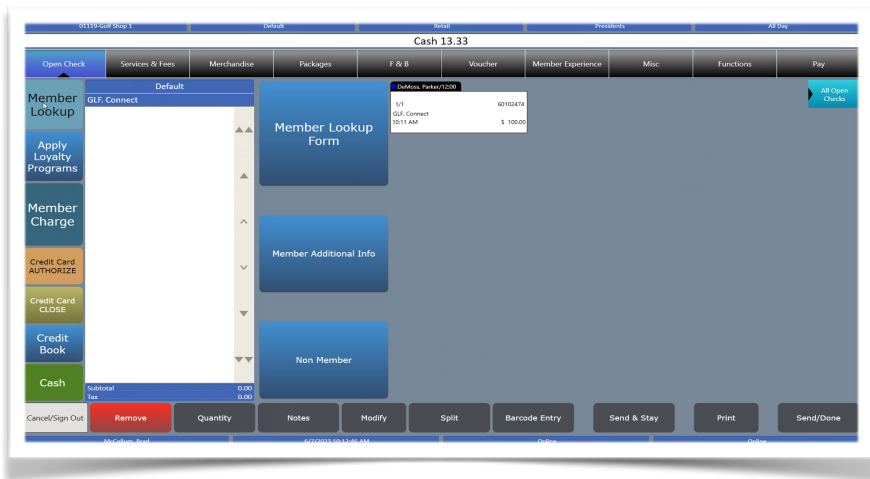 01119-Golf Shop 1 Default Retail Presidents All Day
Cash 13.33
Open Check Services & Fees Merchandise Packages F & B Voucher Member Experience Misc Functions Pay
Member
Lookup
Default
GLF. Connect
Member Lookup
Form
DeMoss, Parker/12:00
1/1 60102474
GLF. Connect
10:11 AM $ 100.00
All Open
Checks
Apply
Loyalty
Programs
Member
Charge
Member Additional Info
Credit Card
AUTHORIZE
Credit Card
CLOSE
Credit
Book
Non Member
Cash
Subtotal 0.00
Tax 0.00
Cancel/Sign Out Remove Quantity Notes Modify Split Barcode Entry Send & Stay Print Send/Done
McCollum, Brad 6/7/2023 10:12:46 AM Online Online